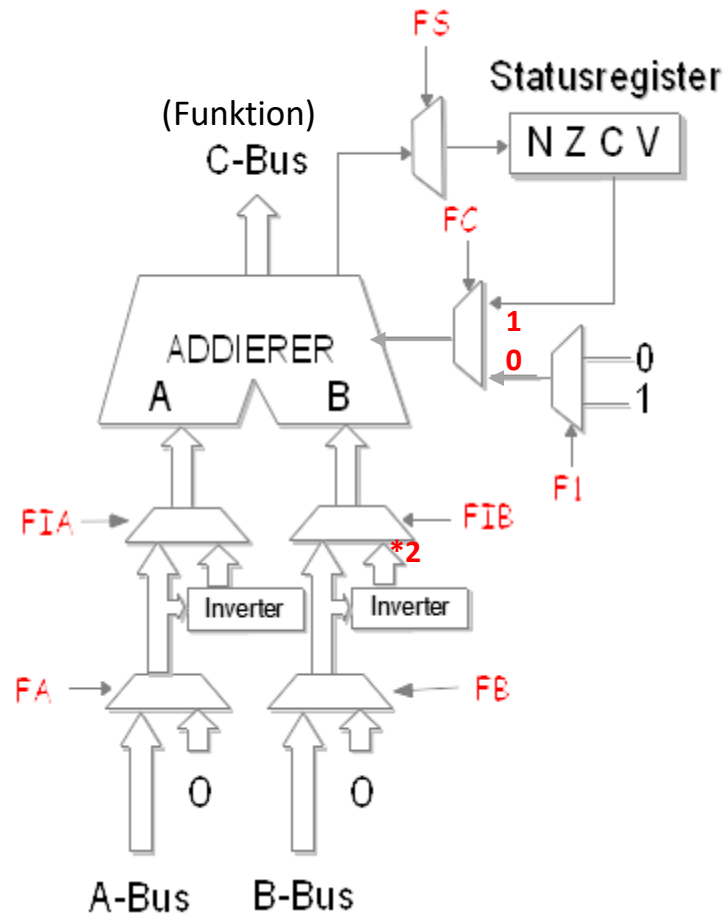 FS
Statusregister
(Funktion)
C-Bus
N Z C V
FC
ADDIERER
1
0
0
1
A
B
F1
FIA
FIB
*2
Inverter
Inverter
FA
FB
0
0
A-Bus
B-Bus